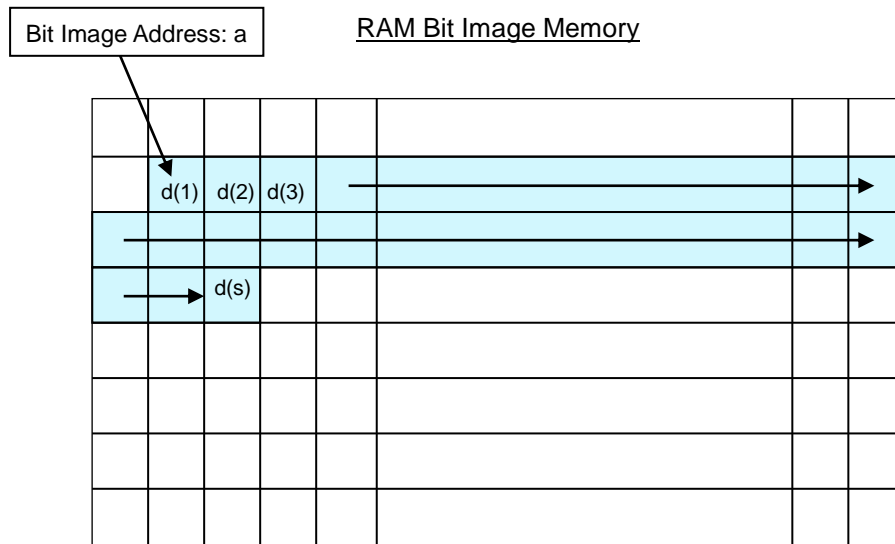 RAM Bit Image Memory
Bit Image Address: a
d(1) d(2) d(3)
d(s)